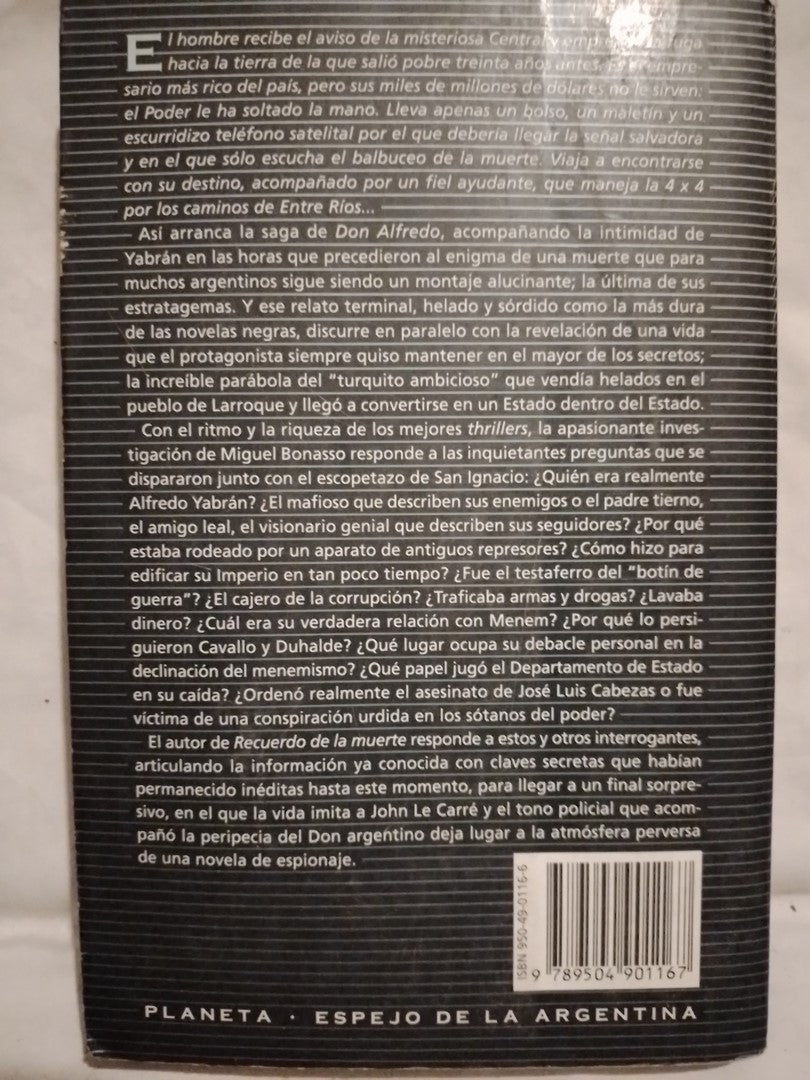 El hombre recibe el aviso de la misteriosa Central y emprende la fuga
hacia la tierra de la que salió pobre treinta años antes. Es el empre-
sario más rico del país, pero sus miles de millones de dólares no le sirven:
el Poder le ha soltado la mano. Lleva apenas un bolso, un maletín y un
escurridizo teléfono satelital por el que debería llegar la señal salvadora
y en el que sólo escucha el balbuceo de la muerte. Viaja a encontrarse
con su destino, acompañado por un fiel ayudante, que maneja la 4 x 4
por los caminos de Entre Ríos...
Así arranca la saga de Don Alfredo, acompañando la intimidad de
Yabrán en las horas que precedieron al enigma de una muerte que para
muchos argentinos sigue siendo un montaje alucinante; la última de sus
estratagemas. Y ese relato terminal, helado y sórdido como la más dura
de las novelas negras, discurre en paralelo con la revelación de una vida
que el protagonista siempre quiso mantener en el mayor de los secretos;
la increíble parábola del "turquito ambicioso" que vendía helados en el
pueblo de Larroque y llegó a convertirse en un Estado dentro del Estado.
Con el ritmo y la riqueza de los mejores thrillers, la apasionante inves-
tigación de Miguel Bonasso responde a las inquietantes preguntas que se
dispararon junto con el escopetazo de San Ignacio: ¿Quién era realmente
Alfredo Yabrán? ¿El mafioso que describen sus enemigos o el padre tierno,
el amigo leal, el visionario genial que describen sus seguidores? ¿Por qué
estaba rodeado por un aparato de antiguos represores? ¿Cómo hizo para
edificar su Imperio en tan poco tiempo? ¿Fue el testaferro del "botín de
guerra"? ¿El cajero de la corrupción? ¿Traficaba armas y drogas? ¿Lavaba
dinero? ¿Cuál era su verdadera relación con Menem? ¿Por qué lo persi-
guieron Cavallo y Duhalde? ¿Qué lugar ocupa su debacle personal en la
declinación del menemismo? ¿Qué papel jugó el Departamento de Estado
en su caída? ¿Ordenó realmente el asesinato de José Luis Cabezas o fue
víctima de una conspiración urdida en los sótanos del poder?
El autor de Recuerdo de la muerte responde a estos y otros interrogantes,
articulando la información ya conocida con claves secretas que habían
permanecido inéditas hasta este momento, para llegar a un final sorpre-
sivo, en el que la vida imita a John Le Carré y el tono policial que acom-
pañó la peripecia del Don argentino deja lugar a la atmósfera perversa
de una novela de espionaje.
ISBN 950-49-0116-6
9 789504 901167
PLANETA · ESPEJO DE LA ARGENTINA